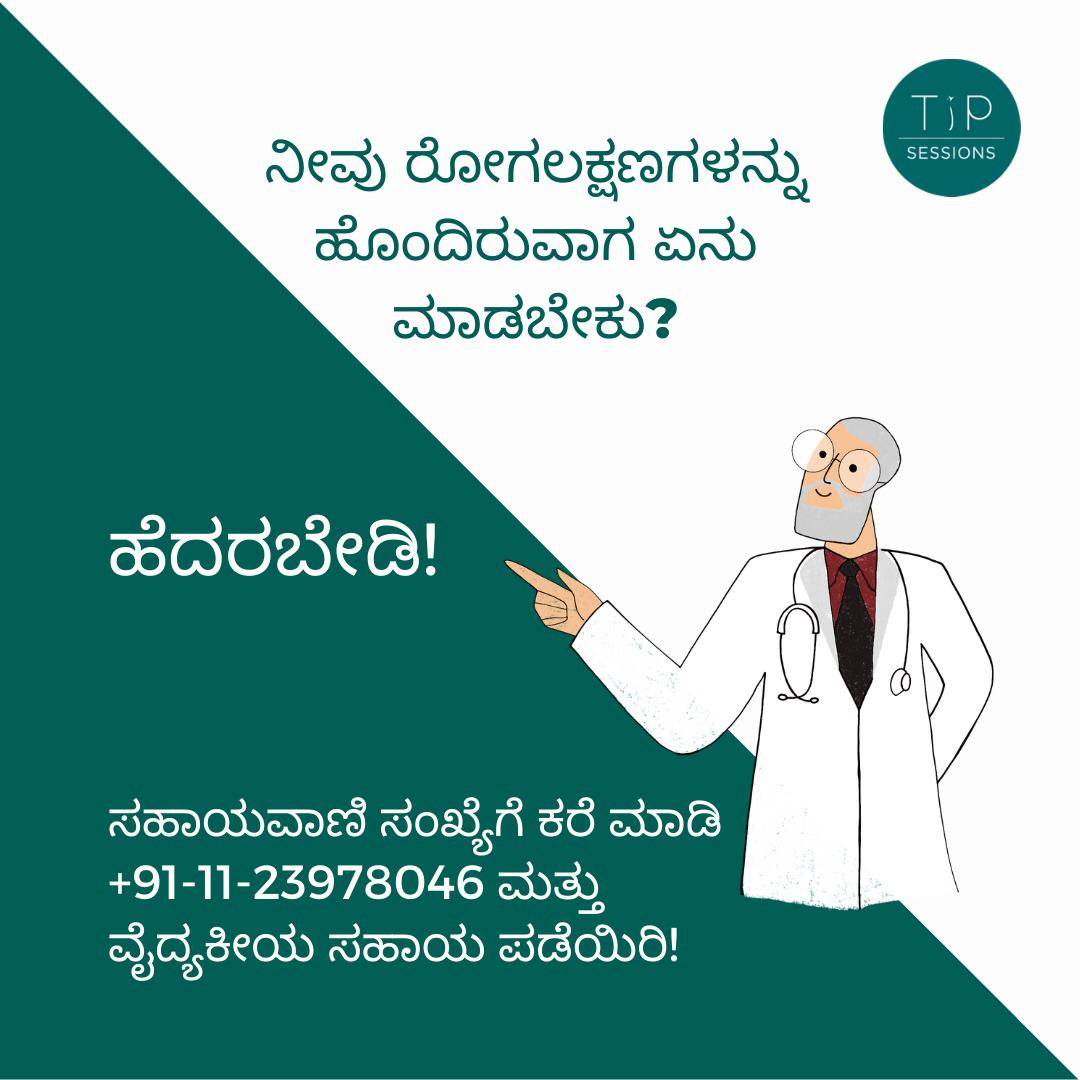 TiP
SESSIONS
ನೀವು ರೋಗಲಕ್ಷಣಗಳನ್ನು
ಹೊಂದಿರುವಾಗ ಏನು
ಮಾಡಬೇಕು?
ಹೆದರಬೇಡಿ!
ಸಹಾಯವಾಣಿ ಸಂಖ್ಯೆಗೆ ಕರೆ ಮಾಡಿ
+91-11-23978046 ಮತ್ತು
ವೈದ್ಯಕೀಯ ಸಹಾಯ ಪಡೆಯಿರಿ!